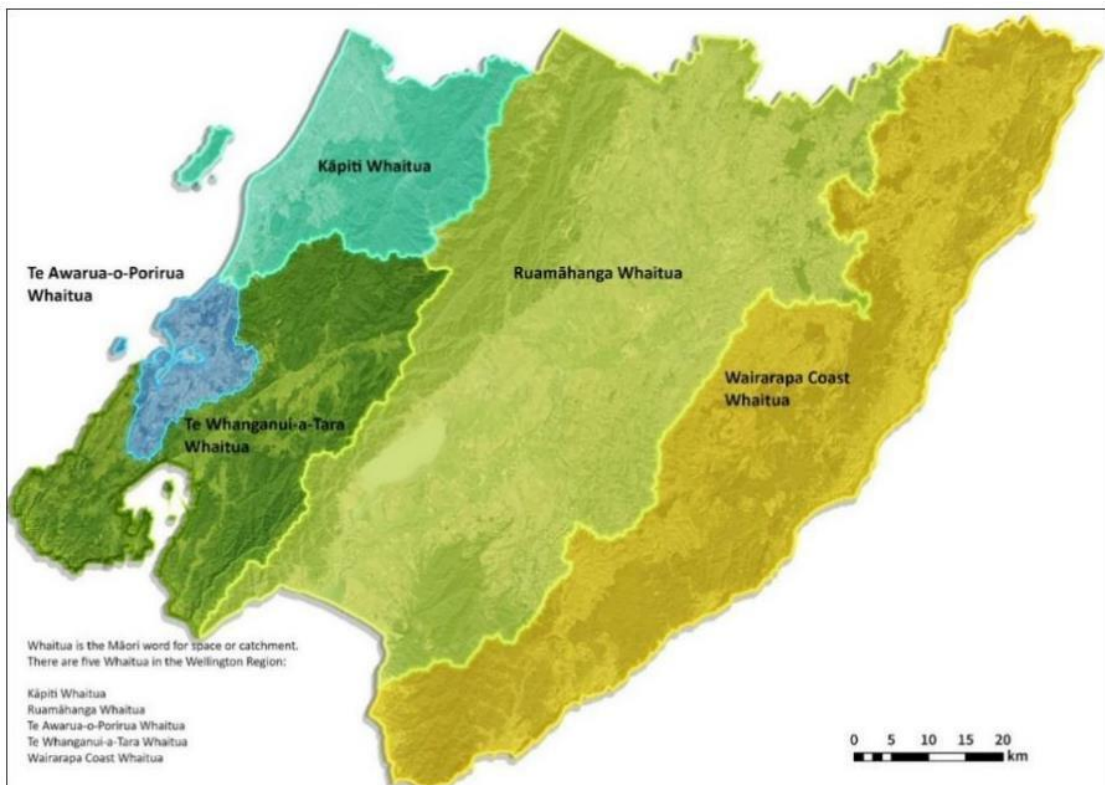 Kāpiti Whaitua
Te Awarua-o-Porirua
Whaitua
Ruamāhanga Whaitua
Wairarapa Coast
Whaitua
Te Whanganui-a-Tara
Whaitua
Whaitua is the Māori word for space or catchment.
There are five Whaitua in the Wellington Region:
Kāpiti Whaitua
Ruamāhanga Whaitua
Te Awarua-o-Porirua Whaitua
Te Whanganui-a-Tara Whaitua
Wairarapa Coast Whaitua
0 5 10 15 20
km